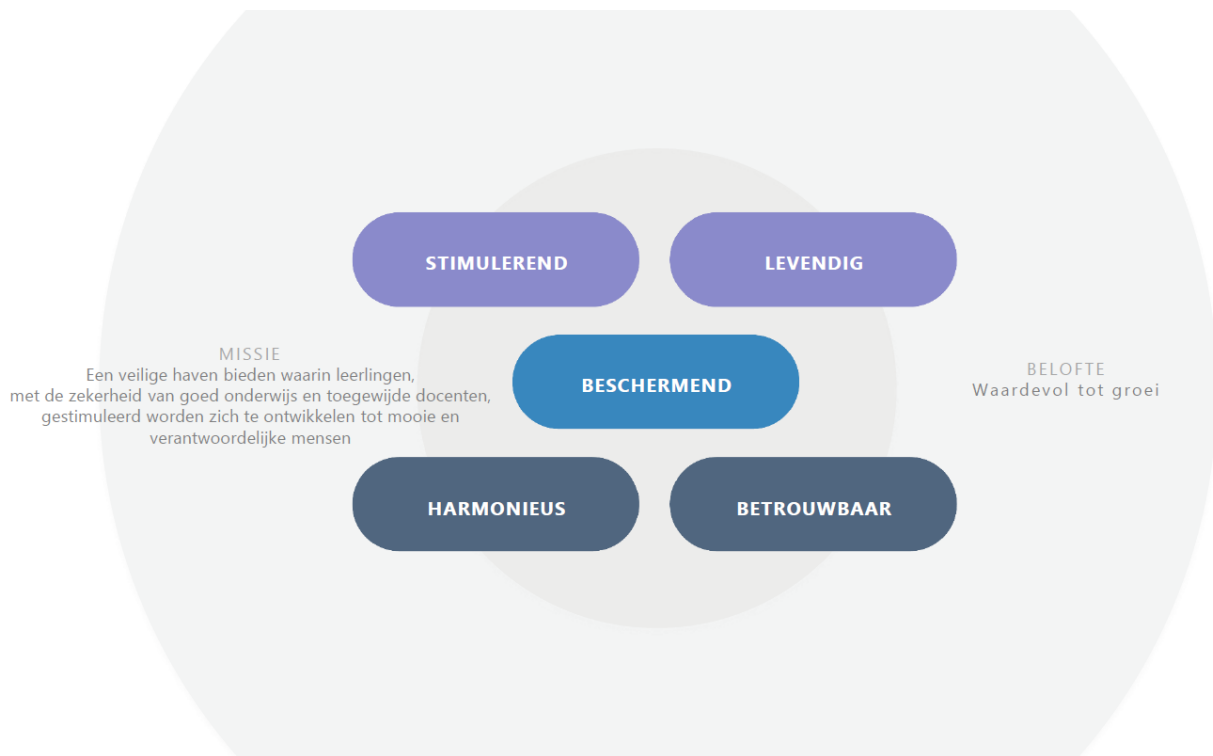 STIMULEREND
LEVENDIG
MISSIE
Een veilige haven bieden waarin leerlingen,
met de zekerheid van goed onderwijs en toegewijde docenten,
gestimuleerd worden zich te ontwikkelen tot mooie en
verantwoordelijke mensen
BESCHERMEND
BELOFTE
Waardevol tot groei
HARMONIEUS
BETROUWBAAR